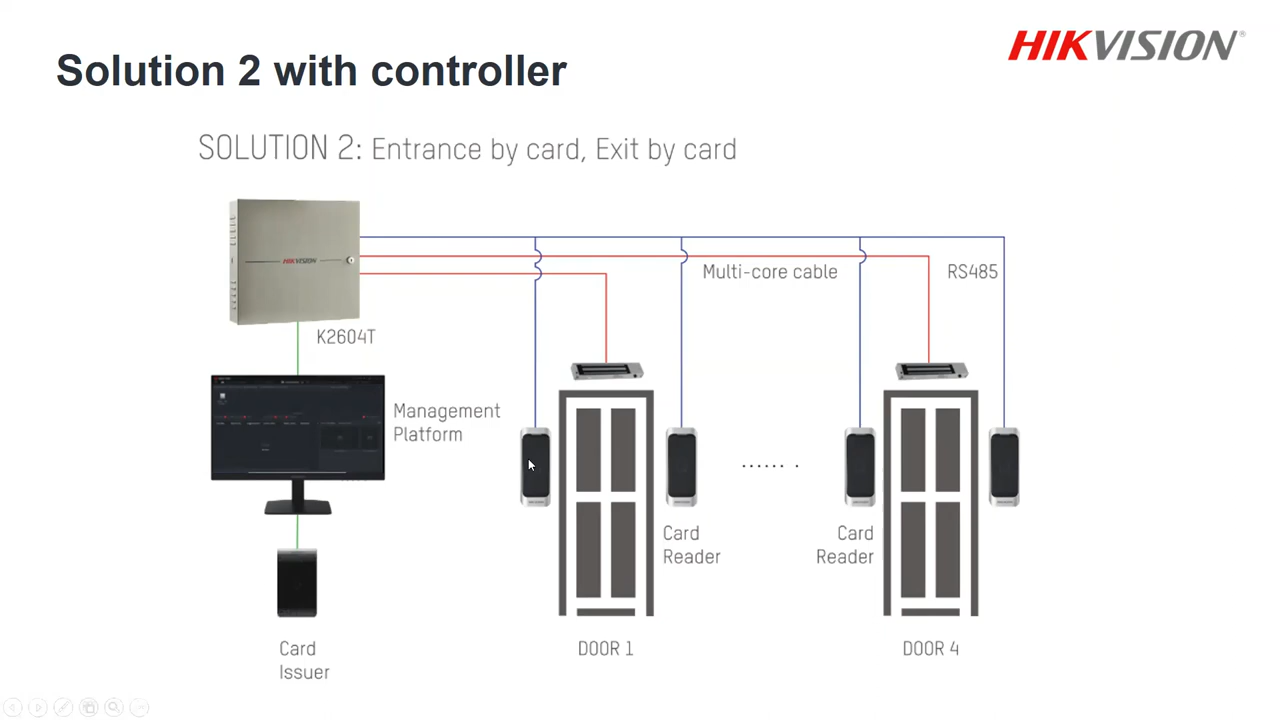 HIKVISION®
Solution 2 with controller
SOLUTION 2: Entrance by card, Exit by card
HIKVISION
Multi-core cable
RS485
K2604T
Management
Platform
Card
Reader
...... .
Card
Reader
Card
Issuer
DOOR 1
DOOR 4